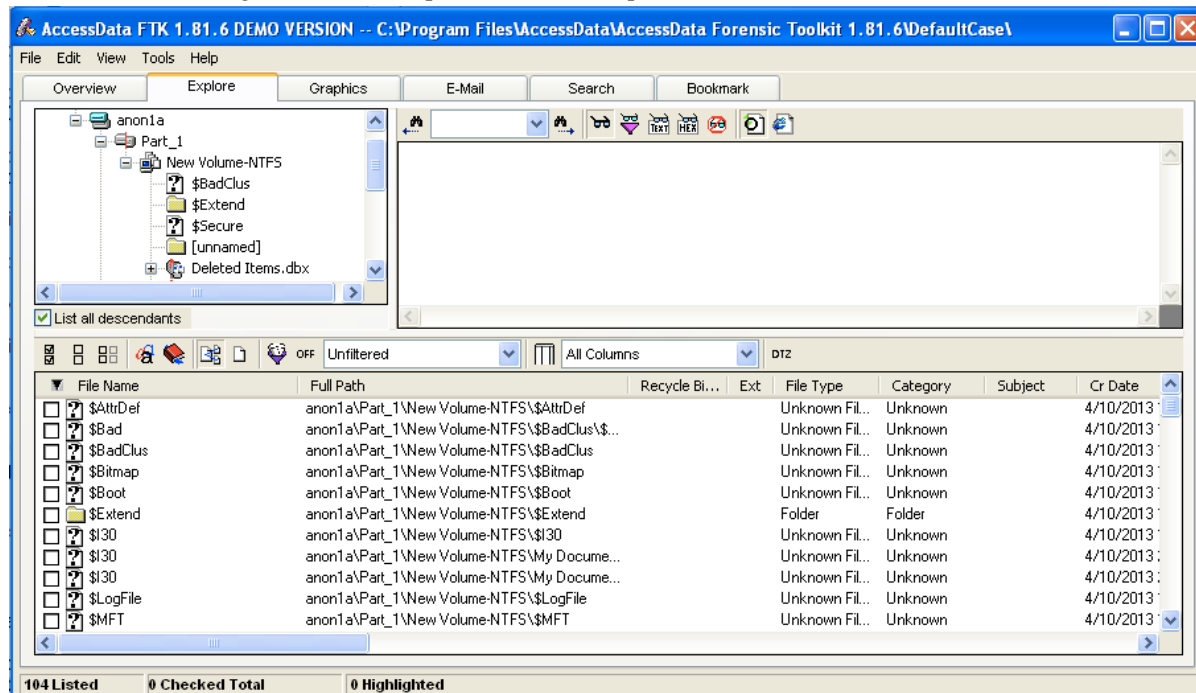 AccessData FTK 1.81.6 DEMO VERSION -- C:\Program Files\AccessData\AccessData Forensic Toolkit 1.81.6\DefaultCase\
File Edit View Tools Help
Overview Explore Graphics E-Mail Search Bookmark
anon1a
Part_1
New Volume-NTFS
$BadClus
$Extend
$Secure
[unnamed]
Deleted Items.dbx
List all descendants
TEXT HEX
OFF Unfiltered All Columns DTZ
File Name Full Path Recycle Bi... Ext File Type Category Subject Cr Date
$AttrDef anon1a\Part_1\New Volume-NTFS\$AttrDef Unknown Fil... Unknown 4/10/2013
$Bad anon1a\Part_1\New Volume-NTFS\$BadClus\$... Unknown Fil... Unknown 4/10/2013
$BadClus anon1a\Part_1\New Volume-NTFS\$BadClus Unknown Fil... Unknown 4/10/2013
$Bitmap anon1a\Part_1\New Volume-NTFS\$Bitmap Unknown Fil... Unknown 4/10/2013
$Boot anon1a\Part_1\New Volume-NTFS\$Boot Unknown Fil... Unknown 4/10/2013
$Extend anon1a\Part_1\New Volume-NTFS\$Extend Folder Folder 4/10/2013
$I30 anon1a\Part_1\New Volume-NTFS\$I30 Unknown Fil... Unknown 4/10/2013
$I30 anon1a\Part_1\New Volume-NTFS\My Docume... Unknown Fil... Unknown 4/10/2013
$I30 anon1a\Part_1\New Volume-NTFS\My Docume... Unknown Fil... Unknown 4/10/2013
$LogFile anon1a\Part_1\New Volume-NTFS\$LogFile Unknown Fil... Unknown 4/10/2013
$MFT anon1a\Part_1\New Volume-NTFS\$MFT Unknown Fil... Unknown 4/10/2013
104 Listed 0 Checked Total 0 Highlighted